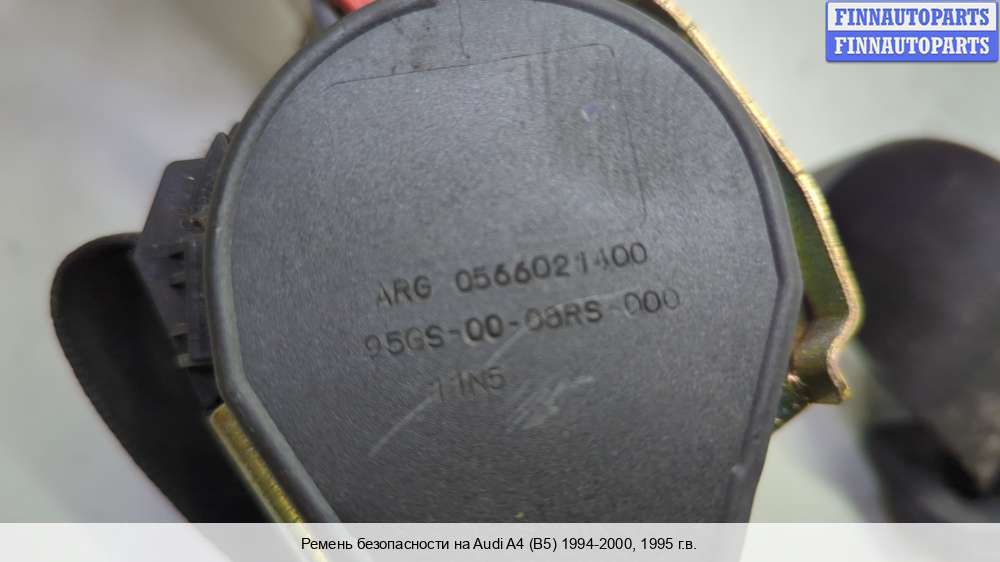 FINNAUTOPARTS
FINNAUTOPARTS
ARG 0566021400
95GS-00-08RS-000
Ремень безопасности на Audi A4 (B5) 1994-2000, 1995 г.в.